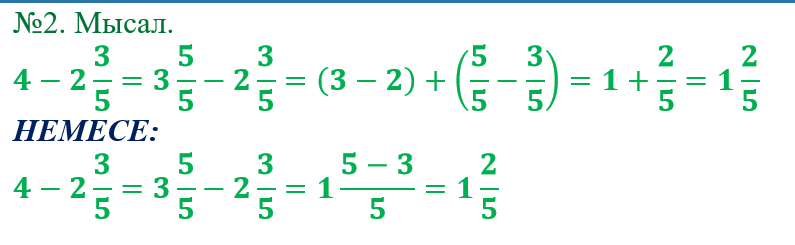 №2. Мысал.
4 − 2 3/5 = 3 5/5 − 2 3/5 = (3 − 2) + (5/5 − 3/5) = 1 + 2/5 = 1 2/5
НЕМЕСЕ:
4 − 2 3/5 = 3 5/5 − 2 3/5 = 1 (5 − 3)/5 = 1 2/5